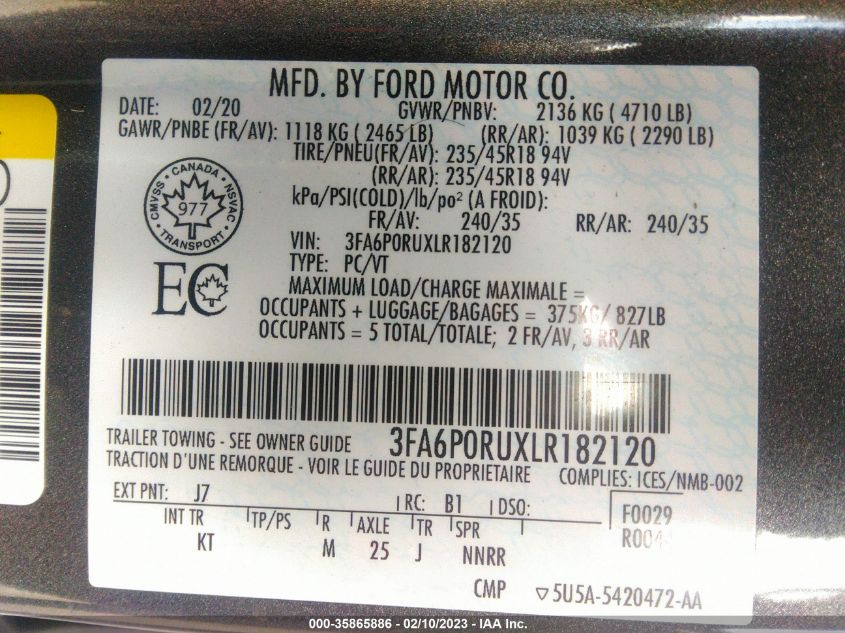 MFD. BY FORD MOTOR CO.
DATE: 02/20 GVWR/PNBV: 2136 KG ( 4710 LB)
GAWR/PNBE (FR/AV): 1118 KG ( 2465 LB) (RR/AR): 1039 KG ( 2290 LB)
TIRE/PNEU(FR/AV): 235/45R18 94V
(RR/AR): 235/45R18 94V
kPa/PSI(COLD)/lb/po² (A FROID):
FR/AV: 240/35 RR/AR: 240/35
CMVSS · CANADA · NSVAC
977
TRANSPORT
VIN: 3FA6P0RUXLR182120
TYPE: PC/VT
EC
MAXIMUM LOAD/CHARGE MAXIMALE =
OCCUPANTS + LUGGAGE/BAGAGES = 375KG/ 827LB
OCCUPANTS = 5 TOTAL/TOTALE; 2 FR/AV, 3 RR/AR
TRAILER TOWING - SEE OWNER GUIDE 3FA6P0RUXLR182120
TRACTION D'UNE REMORQUE - VOIR LE GUIDE DU PROPRIETAIRE COMPLIES: ICES/NMB-002
EXT PNT: J7 RC: B1 DSO: F0029
INT TR TP/PS R AXLE TR SPR
KT M 25 J NNRR
CMP ▽5U5A-5420472-AA
000-35865886 - 02/10/2023 - IAA Inc.